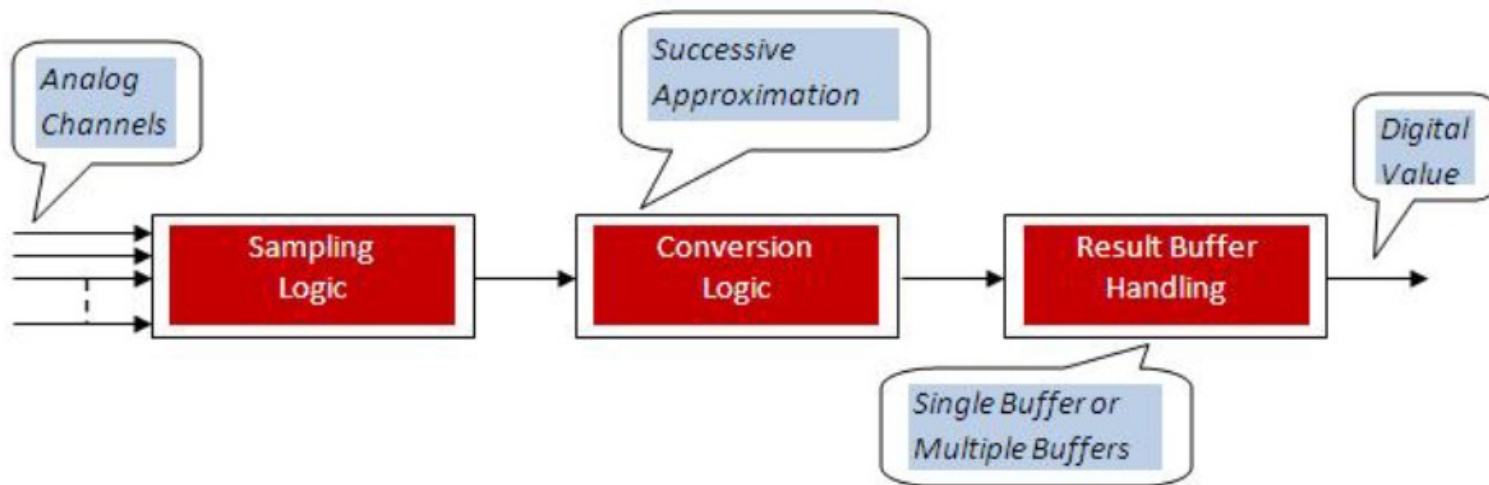 Analog
Channels
Successive
Approximation
Digital
Value
Sampling
Logic
Conversion
Logic
Result Buffer
Handling
Single Buffer or
Multiple Buffers